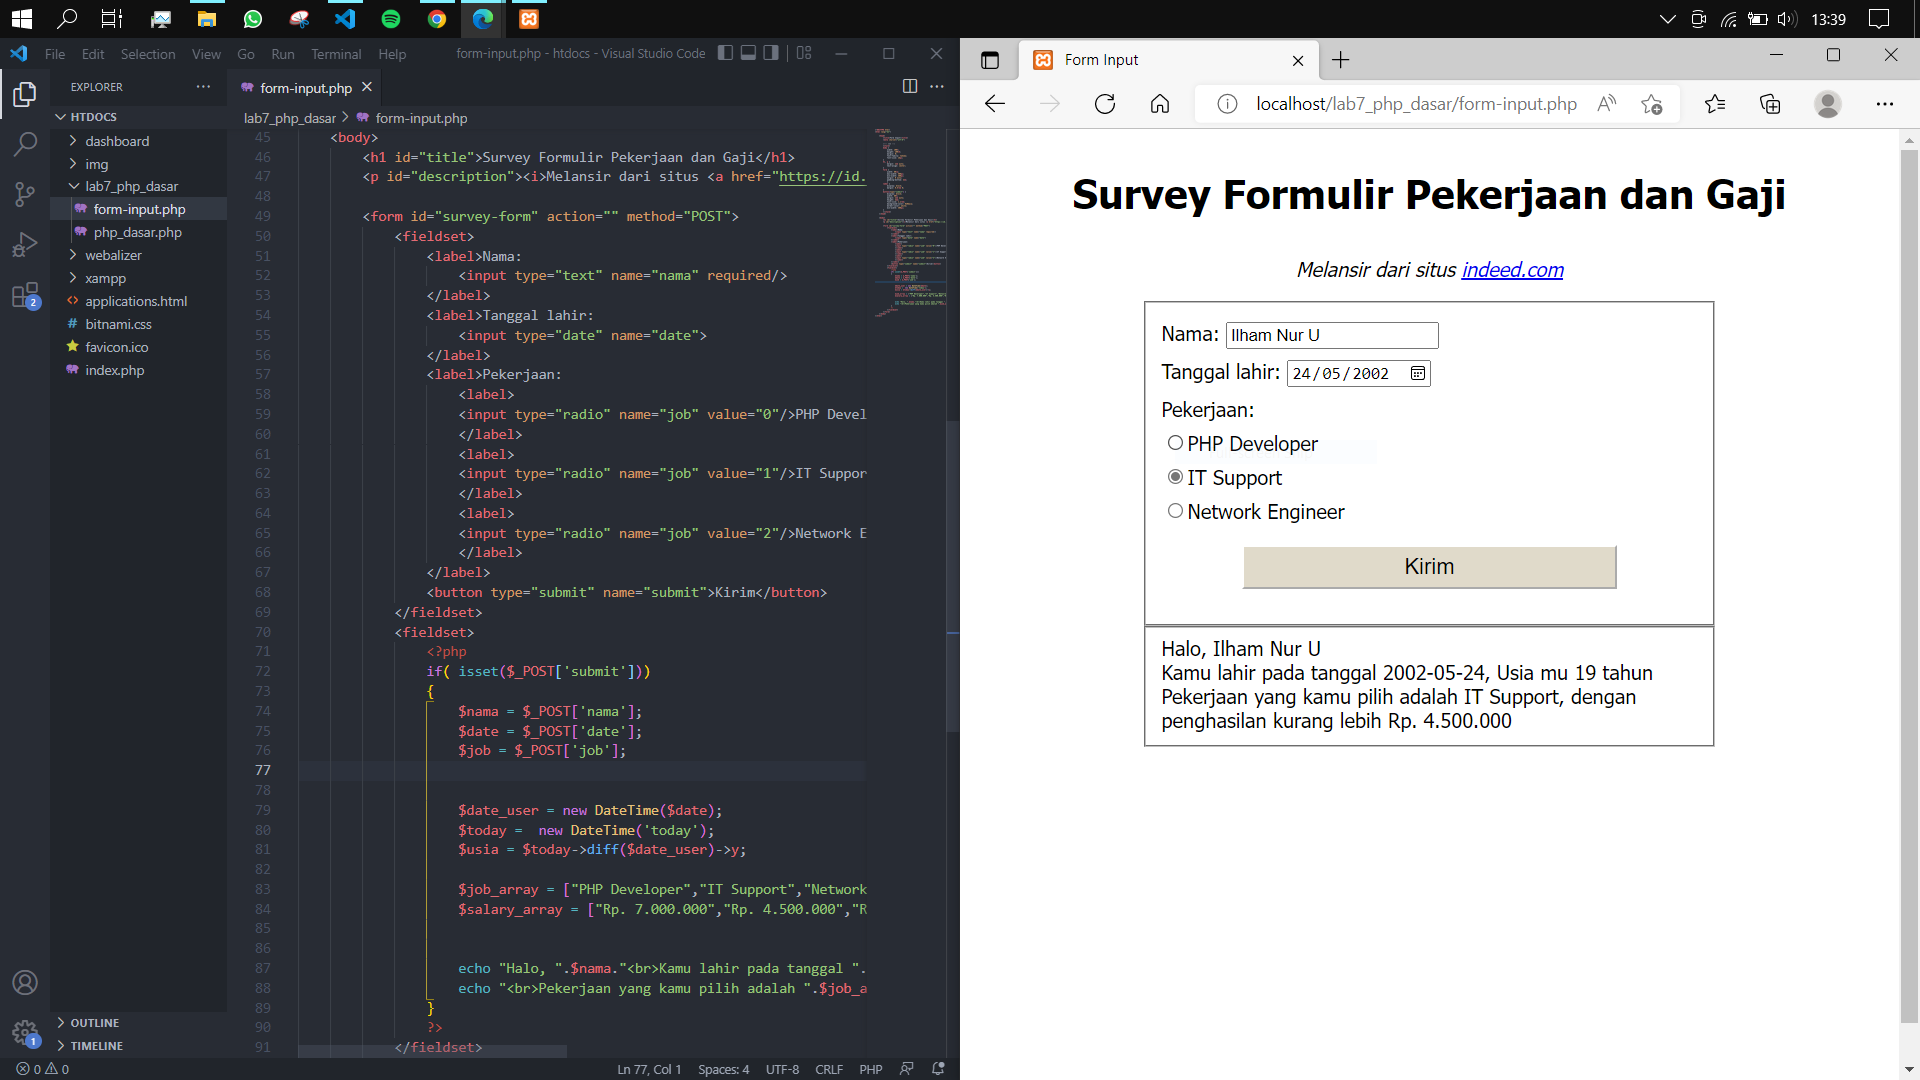 13:39
File Edit Selection View Go Run Terminal Help form-input.php - htdocs - Visual Studio Code
EXPLORER
HTDOCS
dashboard
img
lab7_php_dasar
form-input.php
php_dasar.php
webalizer
xampp
applications.html
bitnami.css
favicon.ico
index.php
OUTLINE
TIMELINE
2
1
form-input.php
lab7_php_dasar > form-input.php
45 <body>
46 <h1 id="title">Survey Formulir Pekerjaan dan Gaji</h1>
47 <p id="description"><i>Melansir dari situs <a href="https://id.
48
49 <form id="survey-form" action="" method="POST">
50 <fieldset>
51 <label>Nama:
52 <input type="text" name="nama" required/>
53 </label>
54 <label>Tanggal lahir:
55 <input type="date" name="date">
56 </label>
57 <label>Pekerjaan:
58 <label>
59 <input type="radio" name="job" value="0"/>PHP Devel
60 </label>
61 <label>
62 <input type="radio" name="job" value="1"/>IT Suppor
63 </label>
64 <label>
65 <input type="radio" name="job" value="2"/>Network E
66 </label>
67 </label>
68 <button type="submit" name="submit">Kirim</button>
69 </fieldset>
70 <fieldset>
71 <?php
72 if( isset($_POST['submit']))
73 {
74 $nama = $_POST['nama'];
75 $date = $_POST['date'];
76 $job = $_POST['job'];
77
78
79 $date_user = new DateTime($date);
80 $today =  new DateTime('today');
81 $usia = $today->diff($date_user)->y;
82
83 $job_array = ["PHP Developer","IT Support","Network
84 $salary_array = ["Rp. 7.000.000","Rp. 4.500.000","R
85
86
87 echo "Halo, ".$nama."<br>Kamu lahir pada tanggal ".
88 echo "<br>Pekerjaan yang kamu pilih adalah ".$job_a
89 }
90 ?>
91 </fieldset>
0 0 Ln 77, Col 1 Spaces: 4 UTF-8 CRLF PHP
Form Input
localhost/lab7_php_dasar/form-input.php
Survey Formulir Pekerjaan dan Gaji
Melansir dari situs indeed.com
Nama: Ilham Nur U
Tanggal lahir: 24/05/2002
Pekerjaan:
PHP Developer
IT Support
Network Engineer
Kirim
Halo, Ilham Nur U
Kamu lahir pada tanggal 2002-05-24, Usia mu 19 tahun
Pekerjaan yang kamu pilih adalah IT Support, dengan
penghasilan kurang lebih Rp. 4.500.000